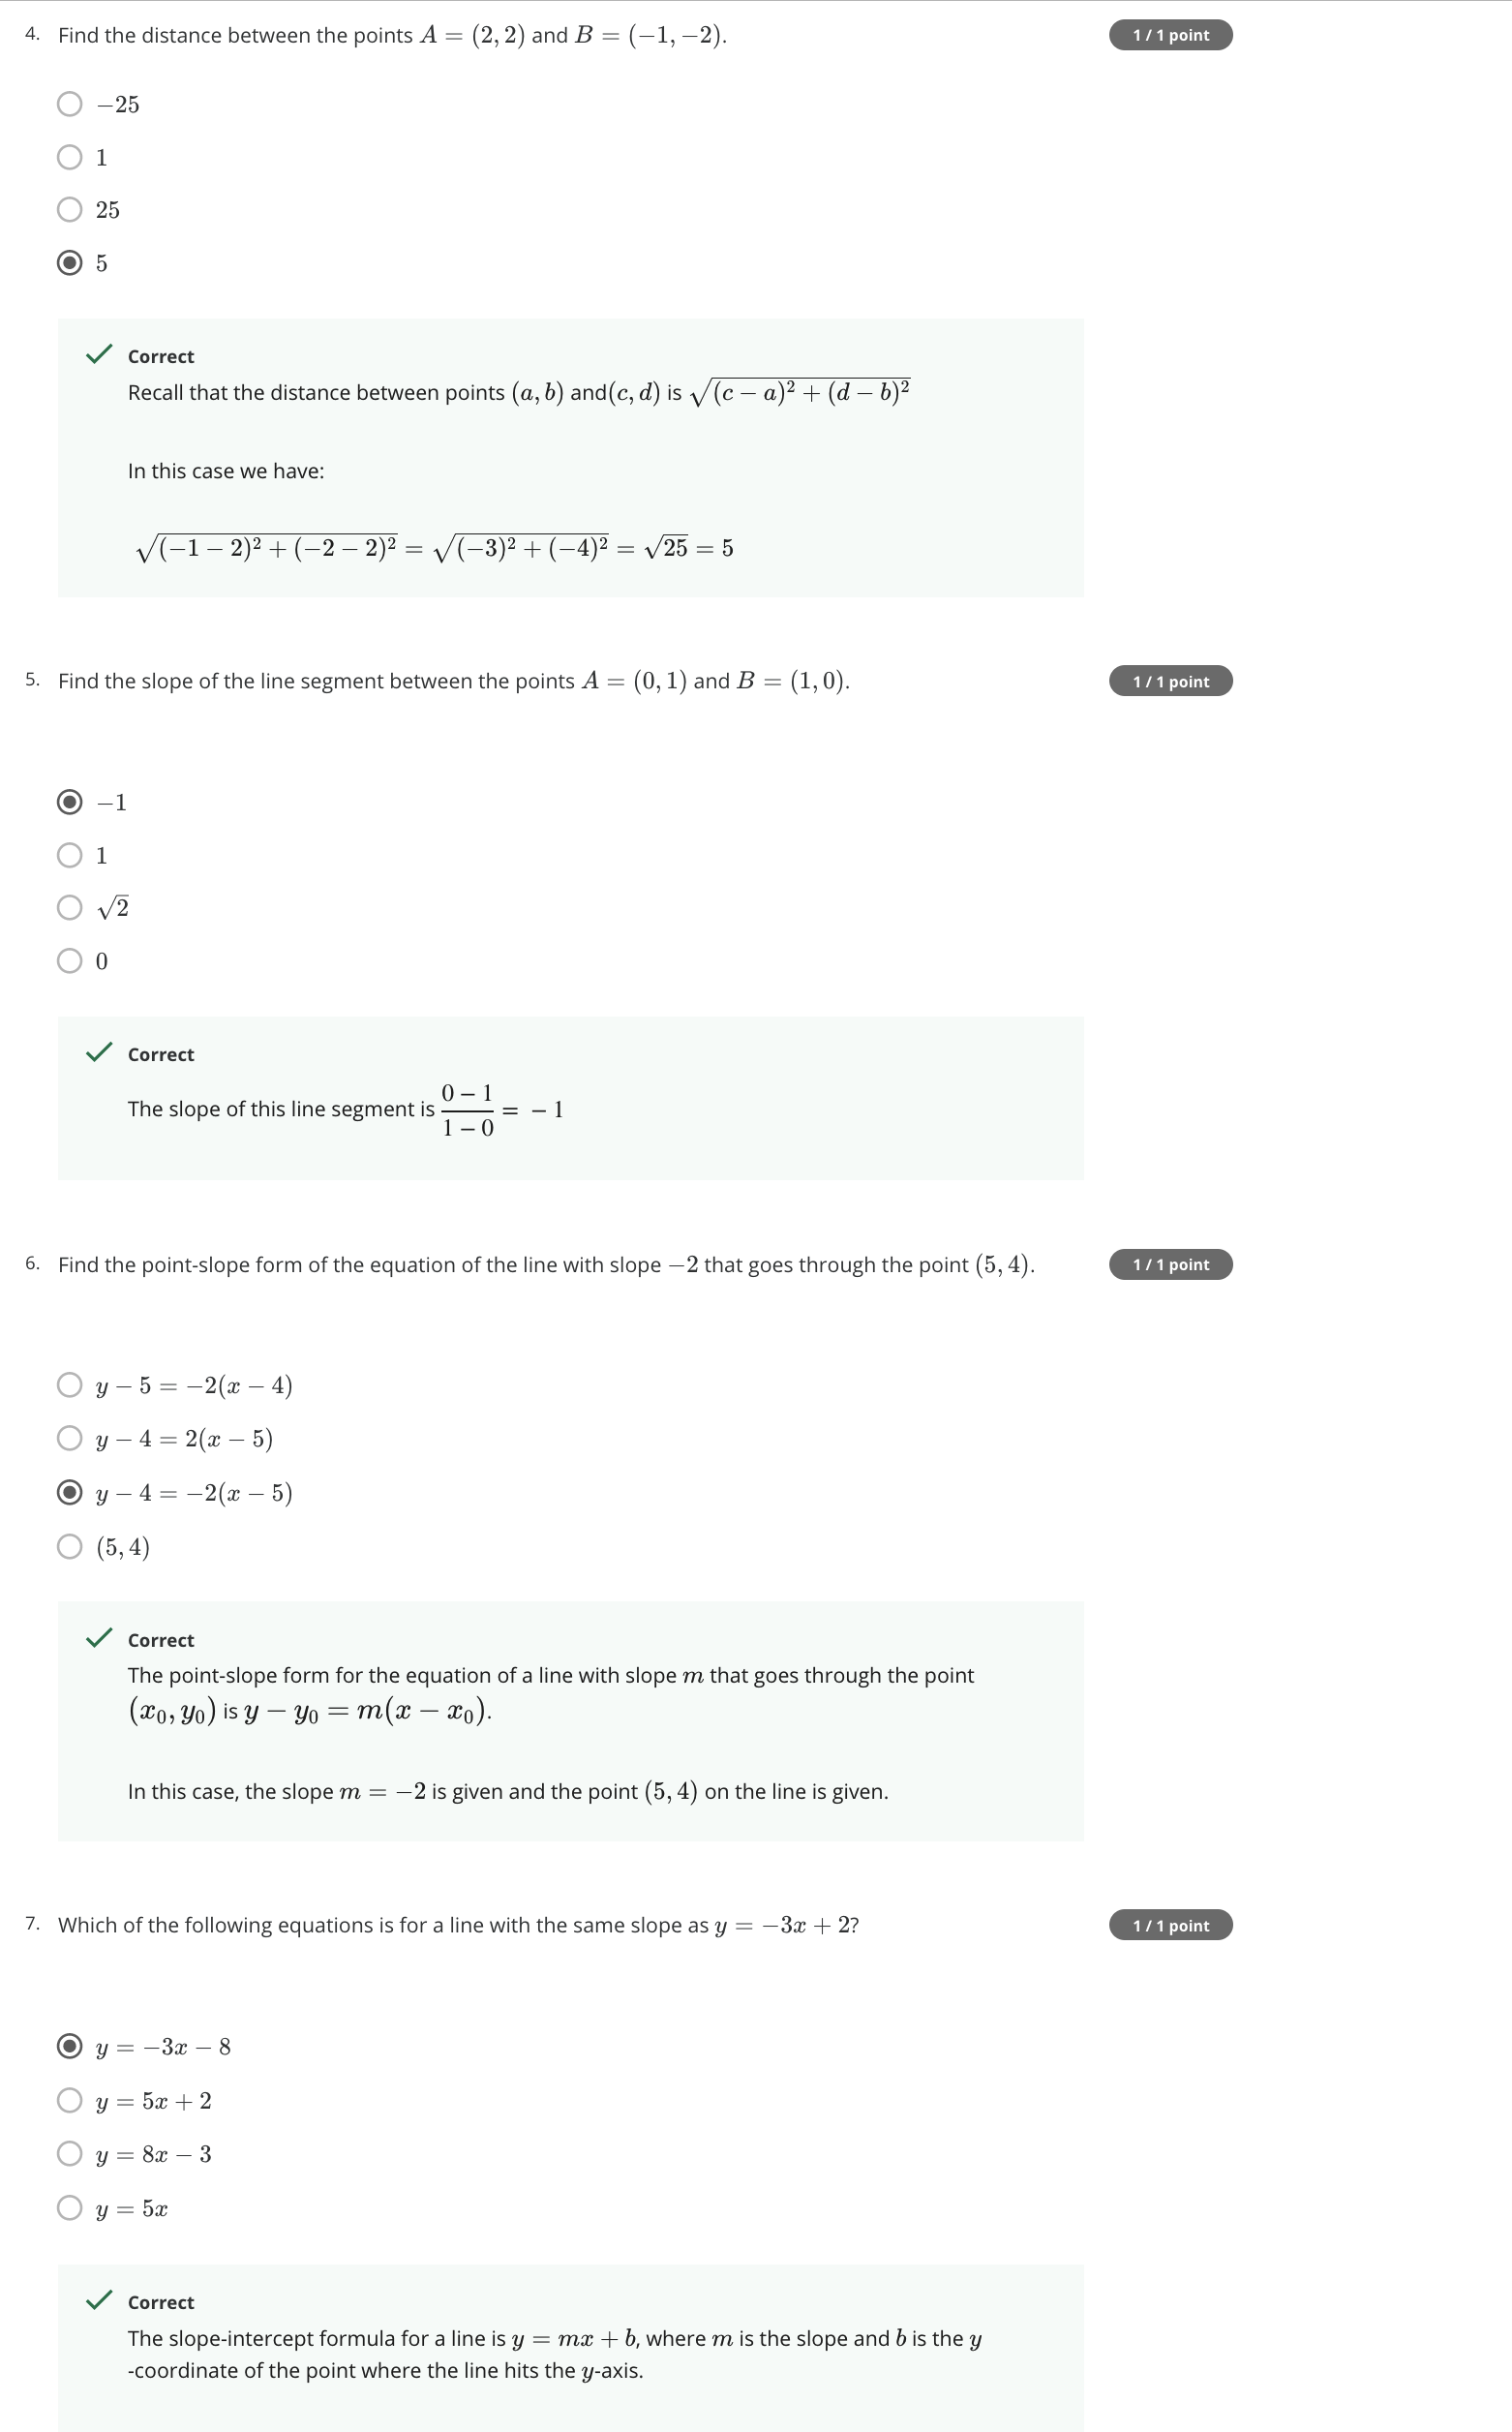 4. Find the distance between the points A = (2, 2) and B = (−1, −2).
1 / 1 point
−25
1
25
5
Correct
Recall that the distance between points (a, b) and(c, d) is √(c − a)² + (d − b)²
In this case we have:
√(−1 − 2)² + (−2 − 2)² = √(−3)² + (−4)² = √25 = 5
5. Find the slope of the line segment between the points A = (0, 1) and B = (1, 0).
1 / 1 point
−1
1
√2
0
Correct
The slope of this line segment is (0 − 1)/(1 − 0) = − 1
6. Find the point-slope form of the equation of the line with slope −2 that goes through the point (5, 4).
1 / 1 point
y − 5 = −2(x − 4)
y − 4 = 2(x − 5)
y − 4 = −2(x − 5)
(5, 4)
Correct
The point-slope form for the equation of a line with slope m that goes through the point
(x₀, y₀) is y − y₀ = m(x − x₀).
In this case, the slope m = −2 is given and the point (5, 4) on the line is given.
7. Which of the following equations is for a line with the same slope as y = −3x + 2?
1 / 1 point
y = −3x − 8
y = 5x + 2
y = 8x − 3
y = 5x
Correct
The slope-intercept formula for a line is y = mx + b, where m is the slope and b is the y
-coordinate of the point where the line hits the y-axis.